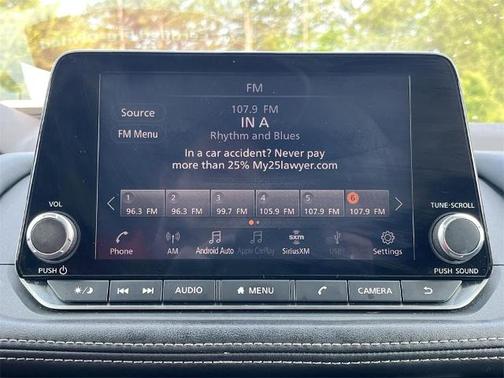 FM
Source
107.9 FM
IN A
FM Menu
Rhythm and Blues
In a car accident? Never pay
more than 25% My25lawyer.com
1 2 3 4 5 6
96.3 FM 96.3 FM 99.7 FM 105.9 FM 107.9 FM 107.9 FM
Phone AM Android Auto Apple CarPlay SiriusXM USB Settings
sxm
VOL
TUNE·SCROLL
PUSH
PUSH SOUND
AUDIO MENU CAMERA